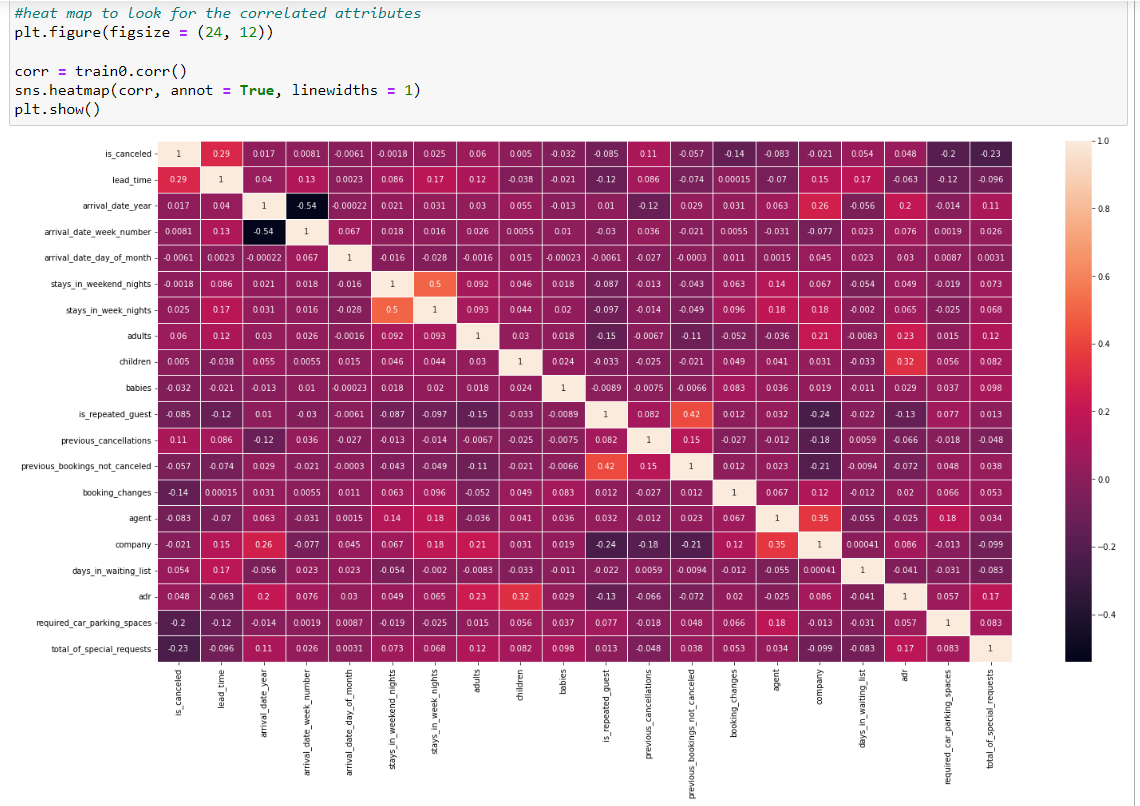 #heat map to look for the correlated attributes
plt.figure(figsize = (24, 12))
corr = train0.corr()
sns.heatmap(corr, annot = True, linewidths = 1)
plt.show()
is_canceled 1 0.29 0.017 0.0081 -0.0061 -0.0018 0.025 0.06 0.005 -0.032 -0.085 0.11 -0.057 -0.14 -0.083 -0.021 0.054 0.048 -0.2 -0.23
lead_time 0.29 1 0.04 0.13 0.0023 0.086 0.17 0.12 -0.038 -0.021 -0.12 0.086 -0.074 0.00015 -0.07 0.15 0.17 -0.063 -0.12 -0.096
arrival_date_year 0.017 0.04 1 -0.54 -0.00022 0.021 0.031 0.03 0.055 -0.013 0.01 -0.12 0.029 0.031 0.063 0.26 -0.056 0.2 -0.014 0.11
arrival_date_week_number 0.0081 0.13 -0.54 1 0.067 0.018 0.016 0.026 0.0055 0.01 -0.03 0.036 -0.021 0.0055 -0.031 -0.077 0.023 0.076 0.0019 0.026
arrival_date_day_of_month -0.0061 0.0023 -0.00022 0.067 1 -0.016 -0.028 -0.0016 0.015 -0.00023 -0.0061 -0.027 -0.0003 0.011 0.0015 0.045 0.023 0.03 0.0087 0.0031
stays_in_weekend_nights -0.0018 0.086 0.021 0.018 -0.016 1 0.5 0.092 0.046 0.018 -0.087 -0.013 -0.043 0.063 0.14 0.067 -0.054 0.049 -0.019 0.073
stays_in_week_nights 0.025 0.17 0.031 0.016 -0.028 0.5 1 0.093 0.044 0.02 -0.097 -0.014 -0.049 0.096 0.18 0.18 -0.002 0.065 -0.025 0.068
adults 0.06 0.12 0.03 0.026 -0.0016 0.092 0.093 1 0.03 0.018 -0.15 -0.0067 -0.11 -0.052 -0.036 0.21 -0.0083 0.23 0.015 0.12
children 0.005 -0.038 0.055 0.0055 0.015 0.046 0.044 0.03 1 0.024 -0.033 -0.025 -0.021 0.049 0.041 0.031 -0.033 0.32 0.056 0.082
babies -0.032 -0.021 -0.013 0.01 -0.00023 0.018 0.02 0.018 0.024 1 -0.0089 -0.0075 -0.0066 0.083 0.036 0.019 -0.011 0.029 0.037 0.098
is_repeated_guest -0.085 -0.12 0.01 -0.03 -0.0061 -0.087 -0.097 -0.15 -0.033 -0.0089 1 0.082 0.42 0.012 0.032 -0.24 -0.022 -0.13 0.077 0.013
previous_cancellations 0.11 0.086 -0.12 0.036 -0.027 -0.013 -0.014 -0.0067 -0.025 -0.0075 0.082 1 0.15 -0.027 -0.012 -0.18 0.0059 -0.066 -0.018 -0.048
previous_bookings_not_canceled -0.057 -0.074 0.029 -0.021 -0.0003 -0.043 -0.049 -0.11 -0.021 -0.0066 0.42 0.15 1 0.012 0.023 -0.21 -0.0094 -0.072 0.048 0.038
booking_changes -0.14 0.00015 0.031 0.0055 0.011 0.063 0.096 -0.052 0.049 0.083 0.012 -0.027 0.012 1 0.067 0.12 -0.012 0.02 0.066 0.053
agent -0.083 -0.07 0.063 -0.031 0.0015 0.14 0.18 -0.036 0.041 0.036 0.032 -0.012 0.023 0.067 1 0.35 -0.055 -0.025 0.18 0.034
company -0.021 0.15 0.26 -0.077 0.045 0.067 0.18 0.21 0.031 0.019 -0.24 -0.18 -0.21 0.12 0.35 1 0.00041 0.086 -0.013 -0.099
days_in_waiting_list 0.054 0.17 -0.056 0.023 0.023 -0.054 -0.002 -0.0083 -0.033 -0.011 -0.022 0.0059 -0.0094 -0.012 -0.055 0.00041 1 -0.041 -0.031 -0.083
adr 0.048 -0.063 0.2 0.076 0.03 0.049 0.065 0.23 0.32 0.029 -0.13 -0.066 -0.072 0.02 -0.025 0.086 -0.041 1 0.057 0.17
required_car_parking_spaces -0.2 -0.12 -0.014 0.0019 0.0087 -0.019 -0.025 0.015 0.056 0.037 0.077 -0.018 0.048 0.066 0.18 -0.013 -0.031 0.057 1 0.083
total_of_special_requests -0.23 -0.096 0.11 0.026 0.0031 0.073 0.068 0.12 0.082 0.098 0.013 -0.048 0.038 0.053 0.034 -0.099 -0.083 0.17 0.083 1
is_canceled
lead_time
arrival_date_year
arrival_date_week_number
arrival_date_day_of_month
stays_in_weekend_nights
stays_in_week_nights
adults
children
babies
is_repeated_guest
previous_cancellations
previous_bookings_not_canceled
booking_changes
agent
company
days_in_waiting_list
adr
required_car_parking_spaces
total_of_special_requests
1.0
0.8
0.6
0.4
0.2
0.0
−0.2
−0.4